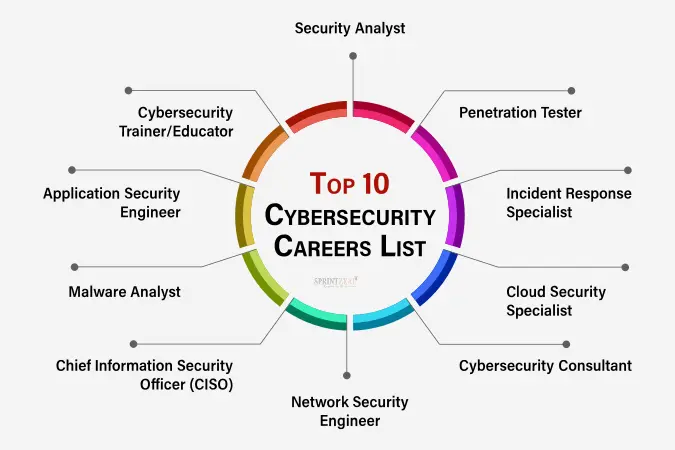 Security Analyst
Cybersecurity
Trainer/Educator
Penetration Tester
Application Security
Engineer
Top 10
Cybersecurity
Careers List
Incident Response
Specialist
Malware Analyst
Cloud Security
Specialist
Chief Information Security
Officer (CISO)
Network Security
Engineer
Cybersecurity Consultant